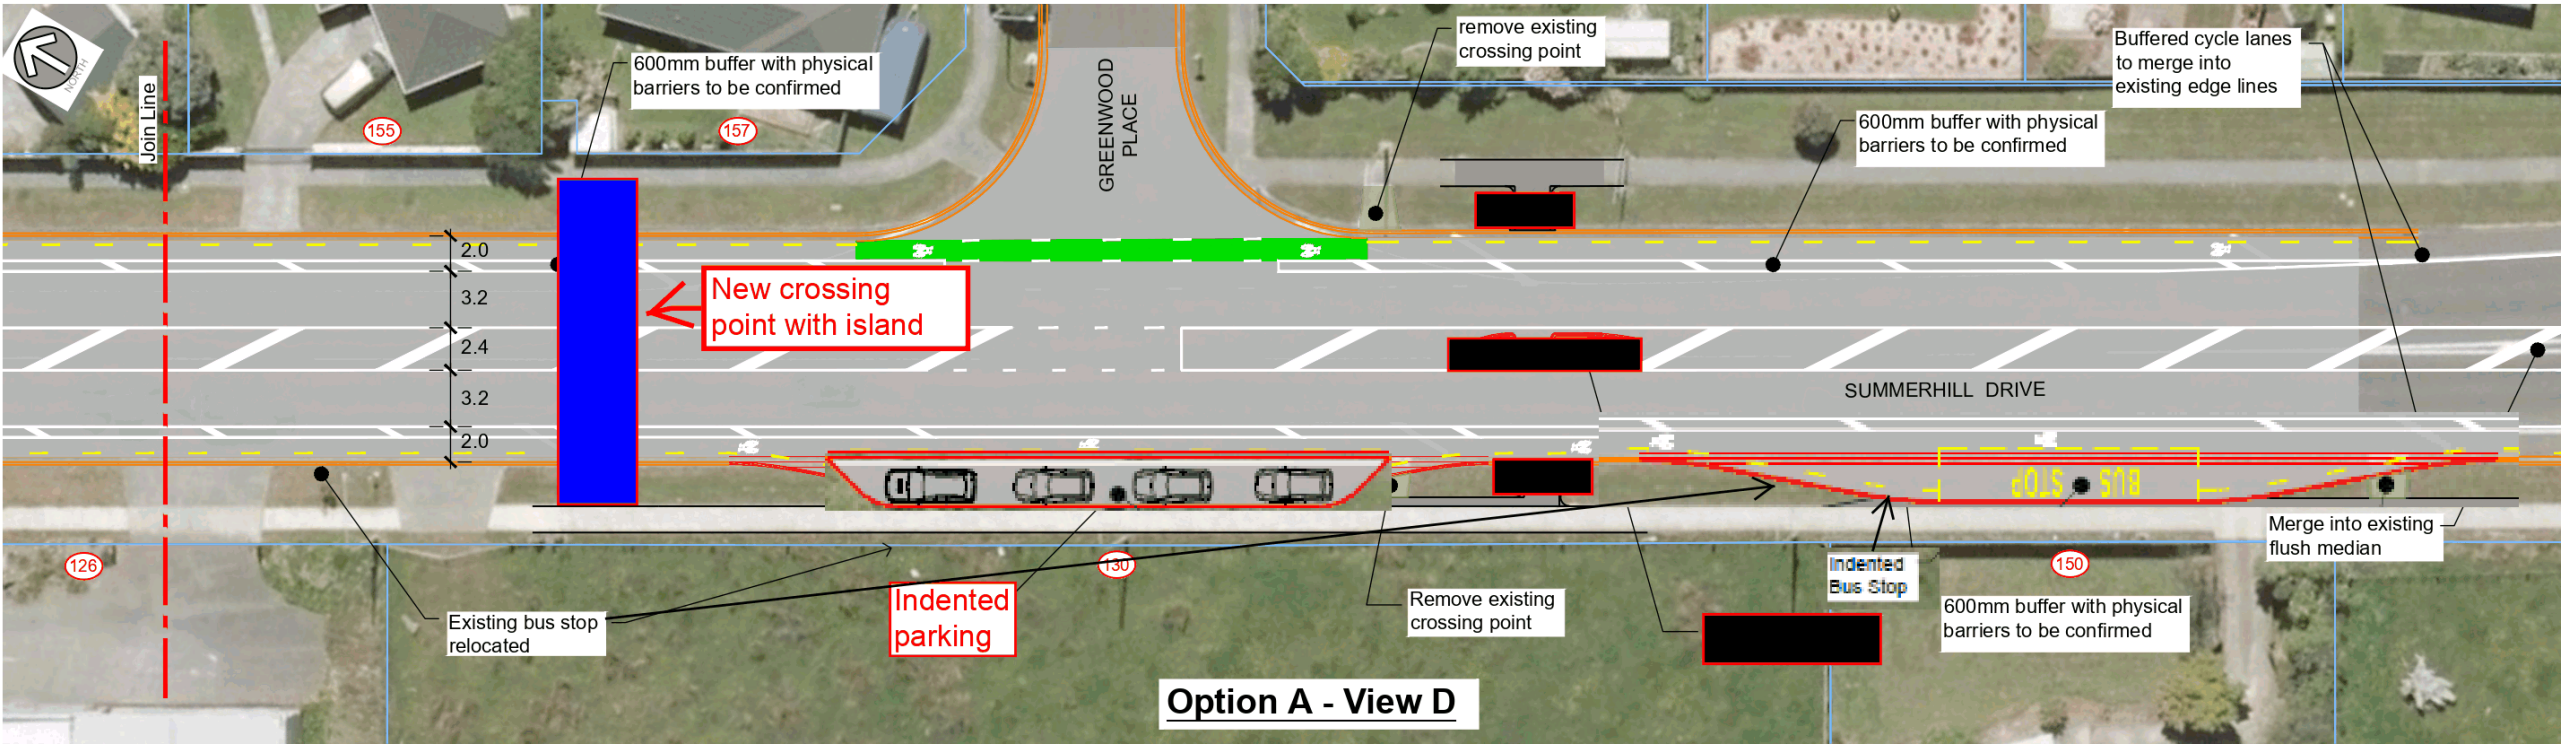 NORTH
Join Line
155
157
600mm buffer with physical
barriers to be confirmed
GREENWOOD
PLACE
remove existing
crossing point
600mm buffer with physical
barriers to be confirmed
Buffered cycle lanes
to merge into
existing edge lines
2.0
3.2
2.4
3.2
2.0
New crossing
point with island
SUMMERHILL DRIVE
BUS STOP
126
130
150
Existing bus stop
relocated
Indented
parking
Remove existing
crossing point
Indented
Bus Stop
600mm buffer with physical
barriers to be confirmed
Merge into existing
flush median
Option A - View D